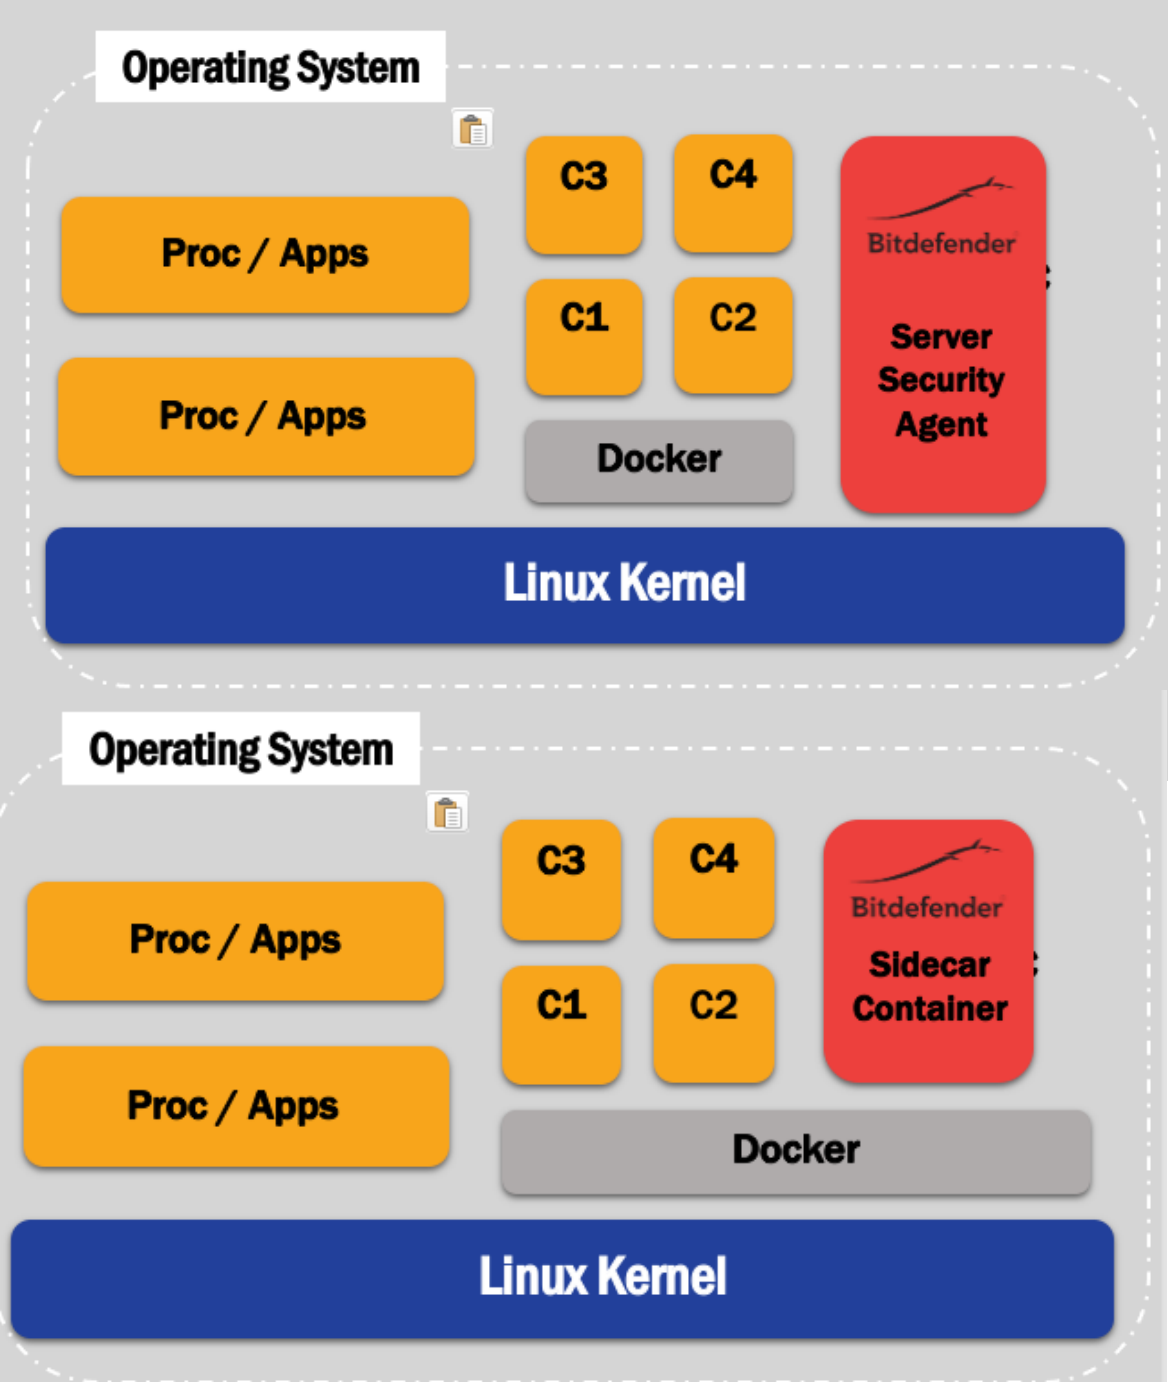 Operating System
C3
C4
Bitdefender
Proc / Apps
C1
C2
Server
Security
Agent
Proc / Apps
Docker
Linux Kernel
Operating System
C3
C4
Bitdefender
Proc / Apps
Sidecar
Container
C1
C2
Proc / Apps
Docker
Linux Kernel